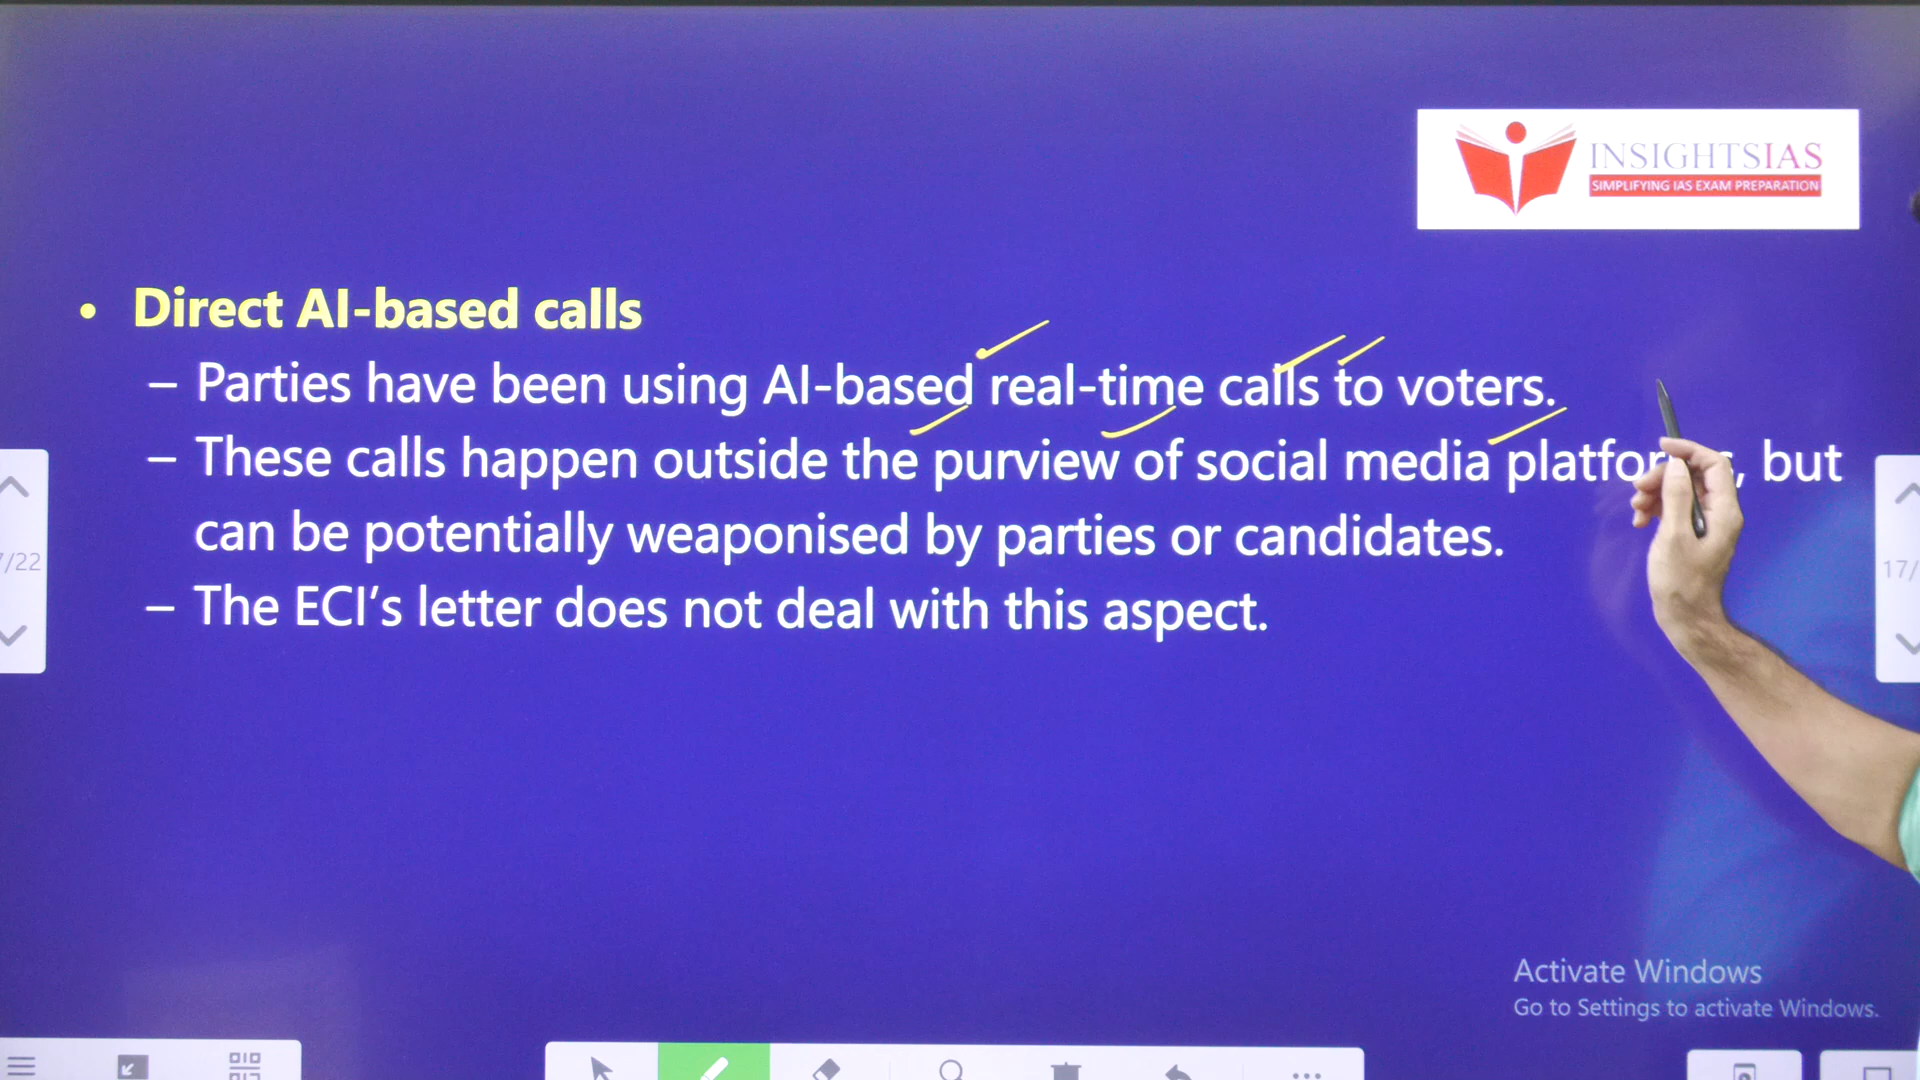 INSIGHTSIAS
SIMPLIFYING IAS EXAM PREPARATION
• Direct AI-based calls
– Parties have been using AI-based real-time calls to voters.
– These calls happen outside the purview of social media , but
can be potentially weaponised by parties or candidates.
– The ECI’s letter does not deal with this aspect.
/22
17/
Activate Windows
Go to Settings to activate Windows.